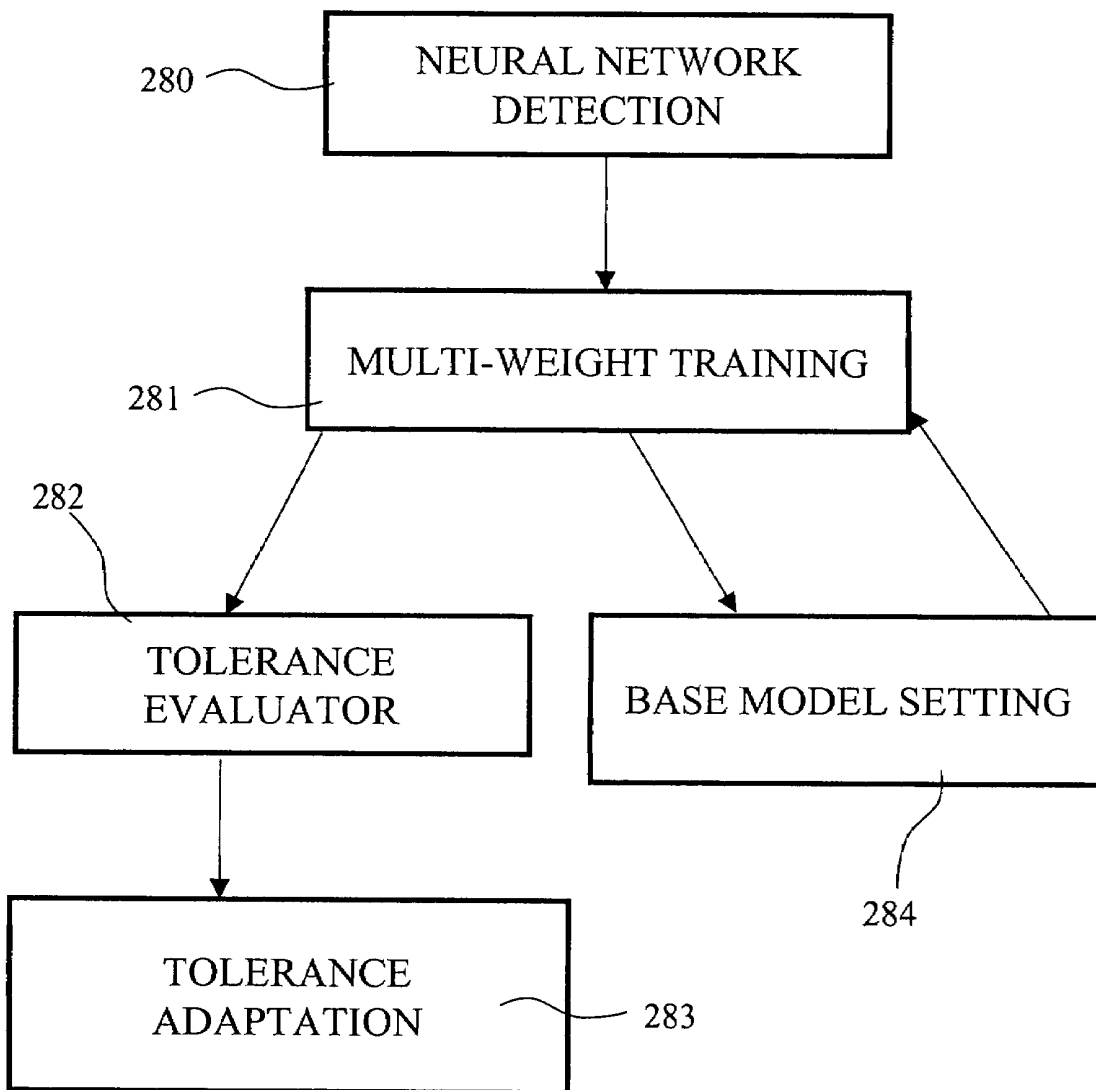 280
NEURAL NETWORK
DETECTION
MULTI-WEIGHT TRAINING
281
282
TOLERANCE
EVALUATOR
BASE MODEL SETTING
284
TOLERANCE
ADAPTATION
283